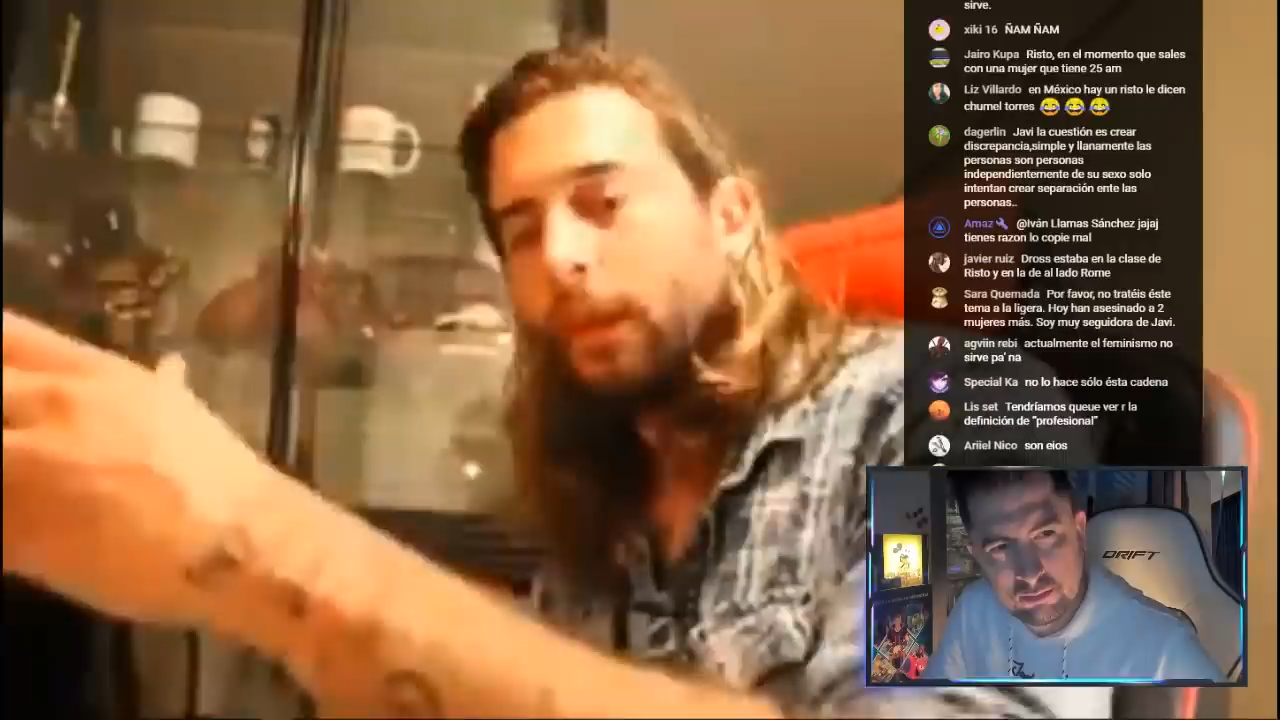 sirve.
xiki 16 ÑAM ÑAM
Jairo Kupa Risto, en el momento que sales
con una mujer que tiene 25 am
Liz Villardo en México hay un risto le dicen
chumel torres 😂 😂 😂
dagerlin Javi la cuestión es crear
discrepancia,simple y llanamente las
personas son personas
independientemente de su sexo solo
intentan crear separación ente las
personas..
Amaz @Iván Llamas Sánchez jajaj
tienes razon lo copie mal
javier ruiz Dross estaba en la clase de
Risto y en la de al lado Rome
Sara Quemada Por favor, no tratéis éste
tema a la ligera. Hoy han asesinado a 2
mujeres más. Soy muy seguidora de Javi.
agviin rebi actualmente el feminismo no
sirve pa' na
Special Ka no lo hace sólo ésta cadena
Lis set Tendríamos queue ver r la
definición de "profesional"
Ariiel Nico son eios
DRIFT